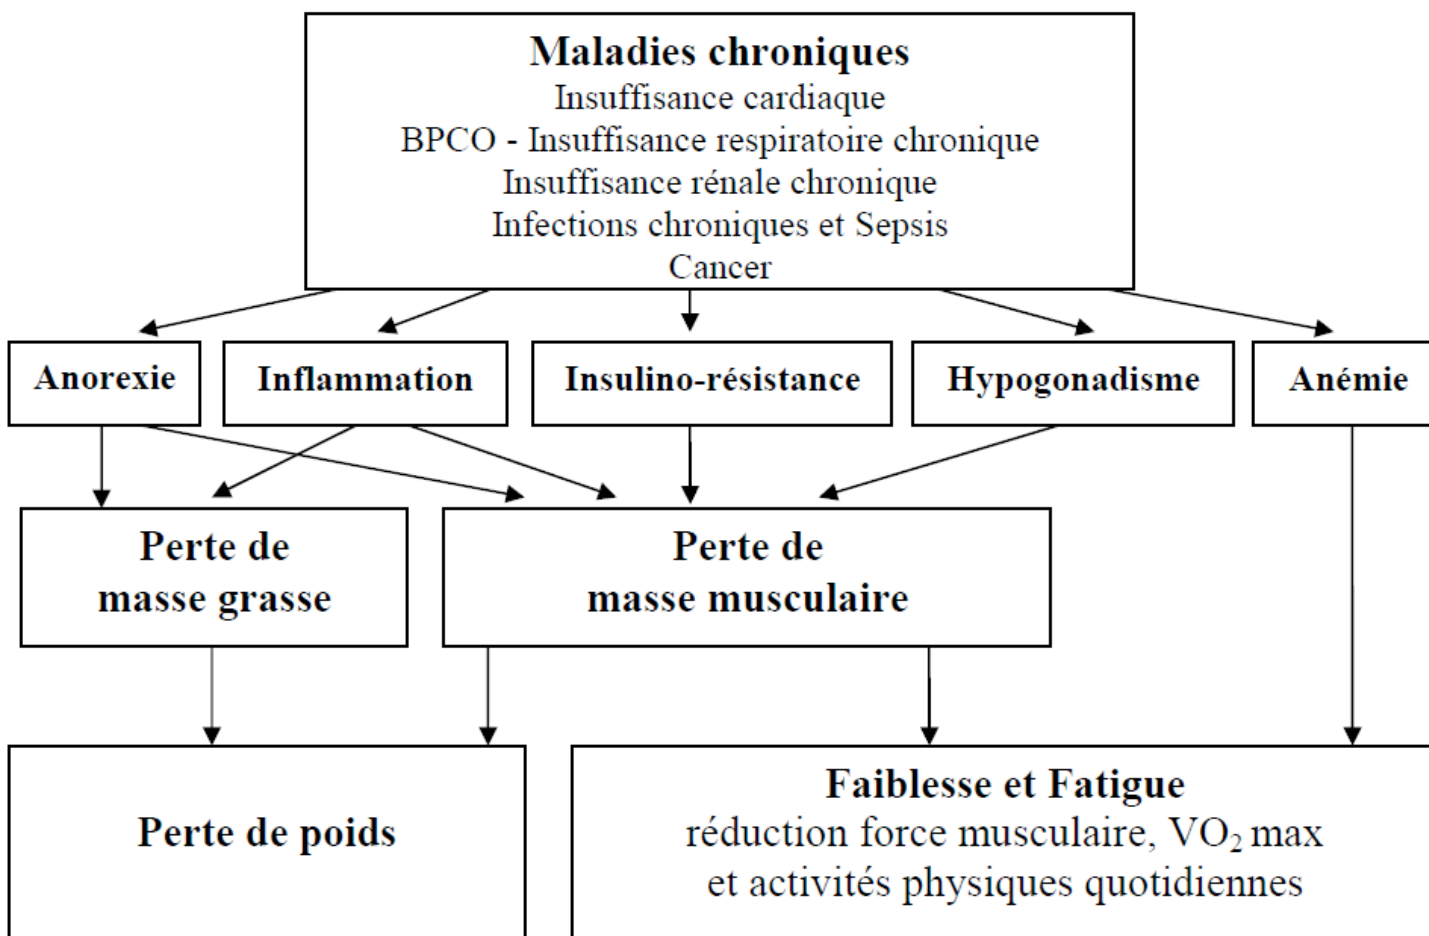 Maladies chroniques
Insuffisance cardiaque
BPCO - Insuffisance respiratoire chronique
Insuffisance rénale chronique
Infections chroniques et Sepsis
Cancer
Anorexie
Inflammation
Insulino-résistance
Hypogonadisme
Anémie
Perte de
masse grasse
Perte de
masse musculaire
Perte de poids
Faiblesse et Fatigue
réduction force musculaire, VO₂ max
et activités physiques quotidiennes